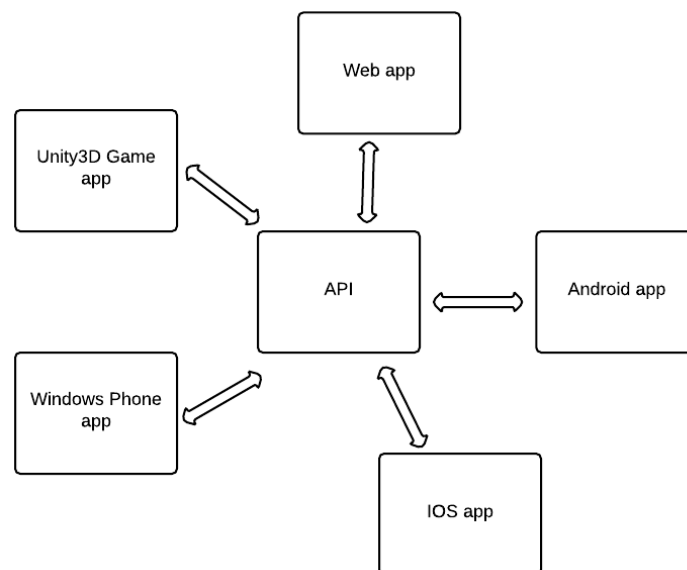 Web app
Unity3D Game
app
API
Android app
Windows Phone
app
IOS app